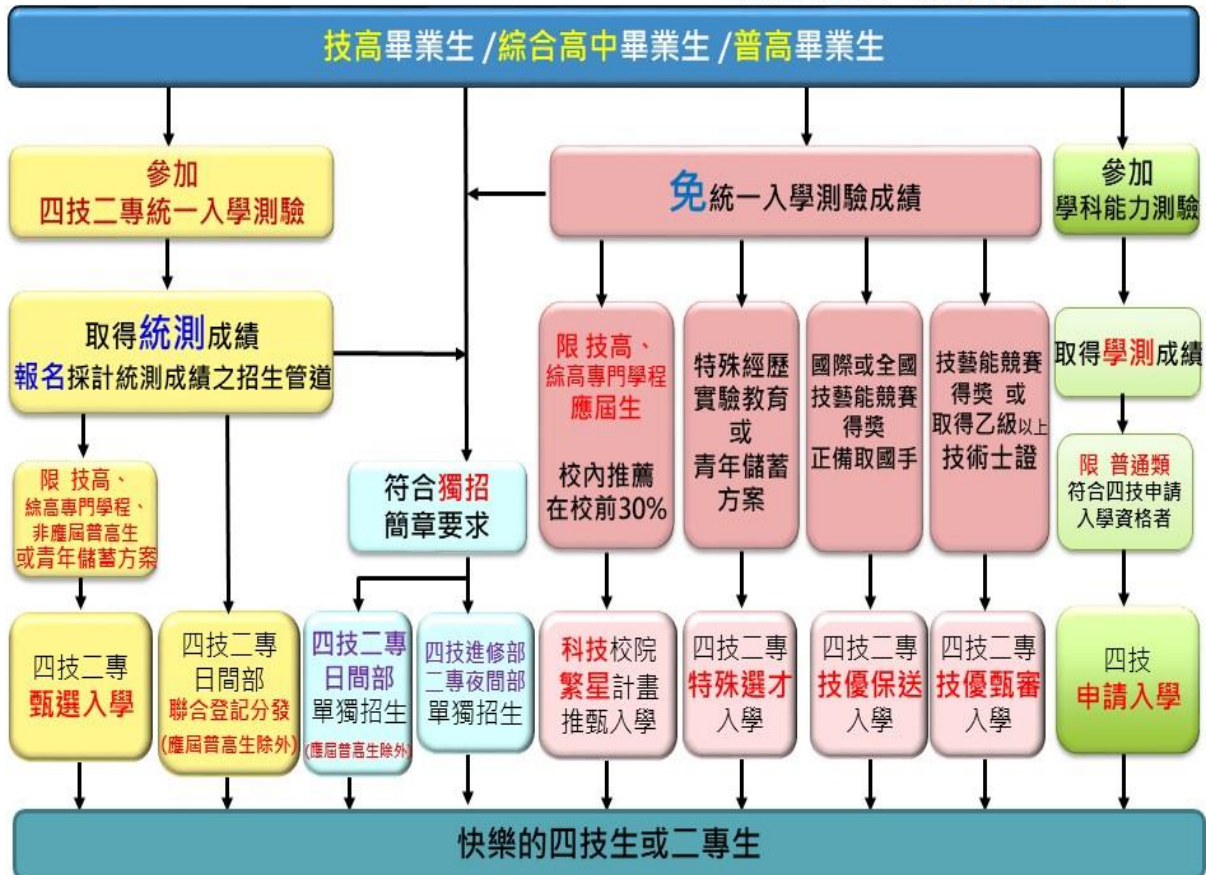 技高畢業生 /綜合高中畢業生 /普高畢業生
參加
四技二專統一入學測驗
免統一入學測驗成績
參加
學科能力測驗
取得統測成績
報名採計統測成績之招生管道
限 技高、
綜高專門學程
應屆生
校內推薦
在校前30%
特殊經歷
實驗教育
或
青年儲蓄
方案
國際或全國
技藝能競賽
得獎
正備取國手
技藝能競賽
得獎 或
取得乙級以上
技術士證
取得學測成績
限 技高、
綜高專門學程、
非應屆普高生
或青年儲蓄方案
符合獨招
簡章要求
限 普通類
符合四技申請
入學資格者
四技二專
甄選入學
四技二專
日間部
聯合登記分發
(應屆普高生除外)
四技二專
日間部
單獨招生
(應屆普高生除外)
四技進修部
二專夜間部
單獨招生
科技校院
繁星計畫
推甄入學
四技二專
特殊選才
入學
四技二專
技優保送
入學
四技二專
技優甄審
入學
四技
申請入學
快樂的四技生或二專生